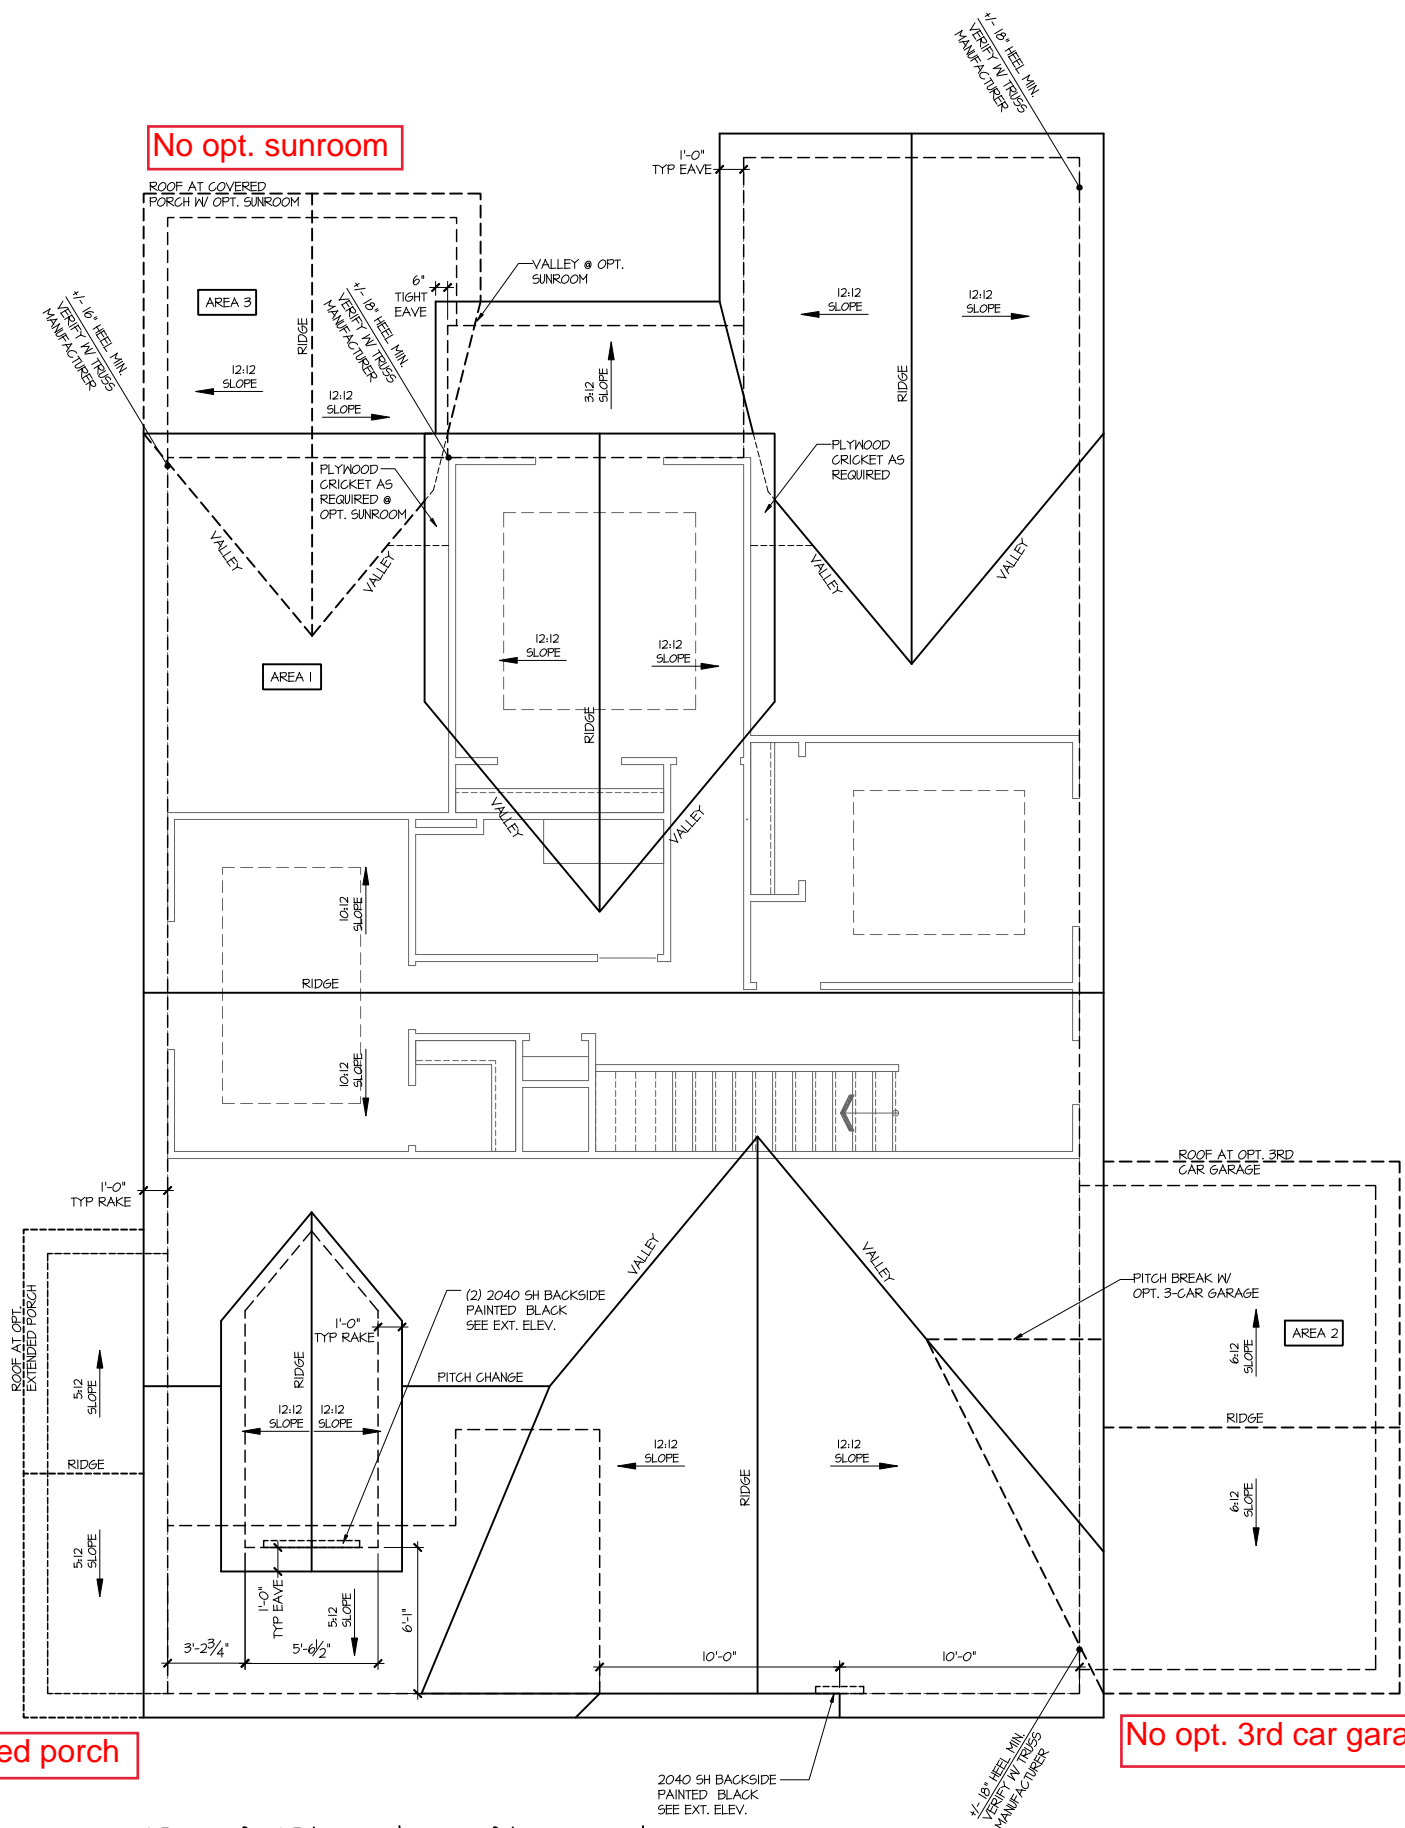 +/- 18" HEEL MIN.
VERIFY W/ TRUSS
MANUFACTURER
No opt. sunroom
1'-0"
TYP EAVE
ROOF AT COVERED
PORCH W/ OPT. SUNROOM
VALLEY @ OPT.
SUNROOM
6"
TIGHT
EAVE
AREA 3
+/- 16" HEEL MIN.
VERIFY W/ TRUSS
MANUFACTURER
+/- 18" HEEL MIN.
VERIFY W/ TRUSS
MANUFACTURER
RIDGE
12:12
SLOPE
12:12
SLOPE
12:12
SLOPE
12:12
SLOPE
3:12
SLOPE
RIDGE
PLYWOOD
CRICKET AS
REQUIRED @
OPT. SUNROOM
PLYWOOD
CRICKET AS
REQUIRED
VALLEY
VALLEY
VALLEY
VALLEY
12:12
SLOPE
12:12
SLOPE
AREA 1
RIDGE
VALLEY
VALLEY
10:12
SLOPE
RIDGE
10:12
SLOPE
1'-0"
TYP RAKE
ROOF AT OPT. 3RD
CAR GARAGE
VALLEY
VALLEY
(2) 2040 SH BACKSIDE
PAINTED BLACK
SEE EXT. ELEV.
PITCH BREAK W/
OPT. 3-CAR GARAGE
ROOF AT OPT.
EXTENDED PORCH
1'-0"
TYP RAKE
AREA 2
5:12
SLOPE
RIDGE
PITCH CHANGE
6:12
SLOPE
12:12
SLOPE
12:12
SLOPE
12:12
SLOPE
12:12
SLOPE
RIDGE
RIDGE
RIDGE
5:12
SLOPE
6:12
SLOPE
1'-0"
TYP EAVE
5:12
SLOPE
6'-1"
3'-2 3/4"
5'-6 1/2"
10'-0"
10'-0"
ed porch
No opt. 3rd car gara
2040 SH BACKSIDE
PAINTED BLACK
SEE EXT. ELEV.
+/- 18" HEEL MIN.
VERIFY W/ TRUSS
MANUFACTURER